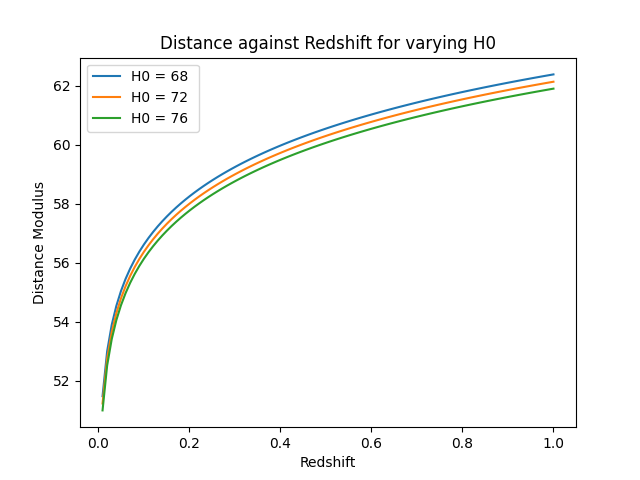 Distance against Redshift for varying H0
H0 = 68
H0 = 72
H0 = 76
Distance Modulus
62
60
58
56
54
52
0.0 0.2 0.4 0.6 0.8 1.0
Redshift